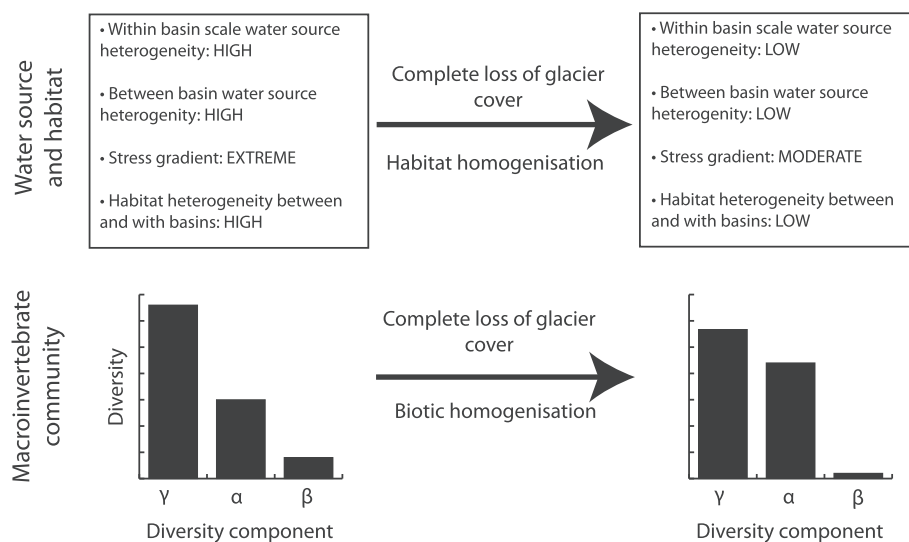 Water source
and habitat
• Within basin scale water source
heterogeneity: HIGH
• Between basin water source
heterogenity: HIGH
• Stress gradient: EXTREME
• Habitat heterogeneity between
and with basins: HIGH
Complete loss of glacier
cover
Habitat homogenisation
• Within basin scale water source
heterogeneity: LOW
• Between basin water source
heterogenity: LOW
• Stress gradient: MODERATE
• Habitat heterogeneity between
and with basins: LOW
Macroinvertebrate
community
Diversity
γ α β
Diversity component
Complete loss of glacier
cover
Biotic homogenisation
γ α β
Diversity component